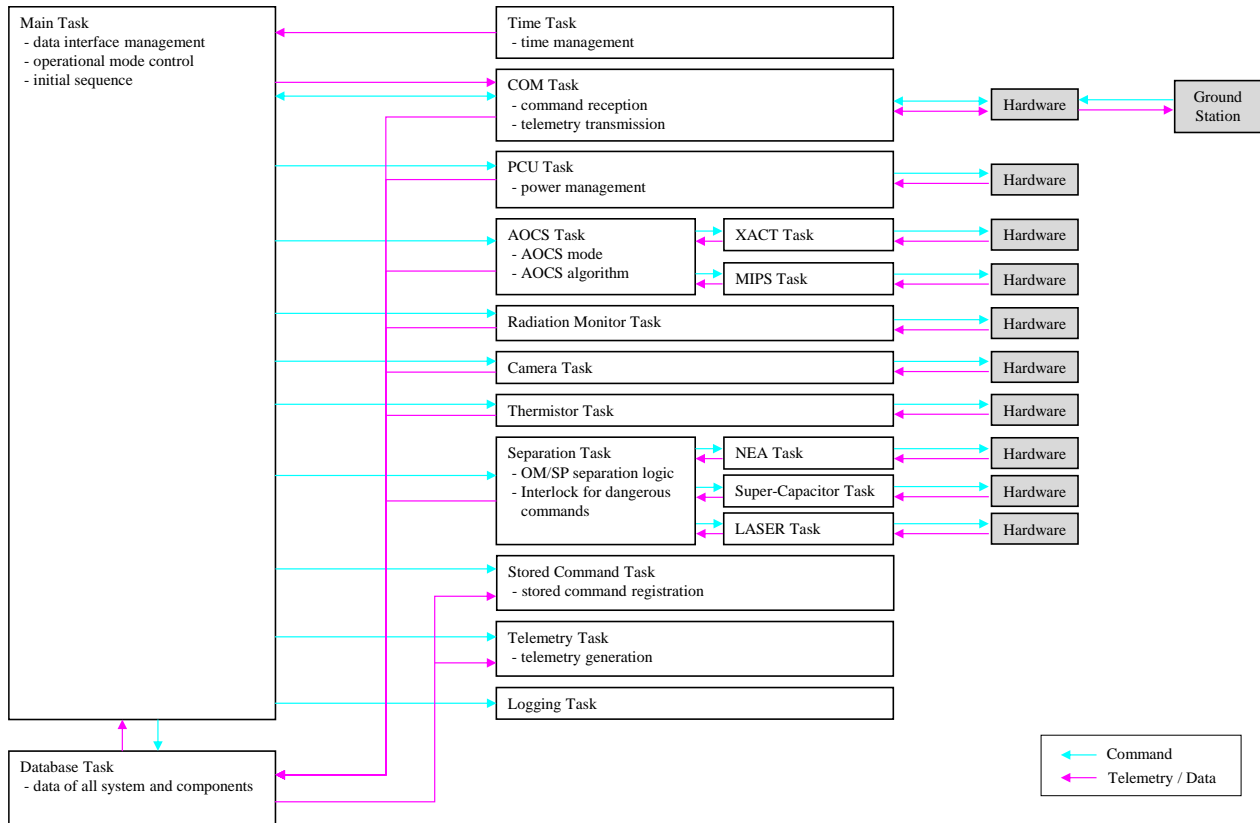 Main Task
- data interface management
- operational mode control
- initial sequence
Time Task
- time management
COM Task
- command reception
- telemetry transmission
Hardware
Ground
Station
PCU Task
- power management
Hardware
AOCS Task
- AOCS mode
- AOCS algorithm
XACT Task
Hardware
MIPS Task
Hardware
Radiation Monitor Task
Hardware
Camera Task
Hardware
Thermistor Task
Hardware
Separation Task
- OM/SP separation logic
- Interlock for dangerous
commands
NEA Task
Hardware
Super-Capacitor Task
Hardware
LASER Task
Hardware
Stored Command Task
- stored command registration
Telemetry Task
- telemetry generation
Logging Task
Database Task
- data of all system and components
Command
Telemetry / Data